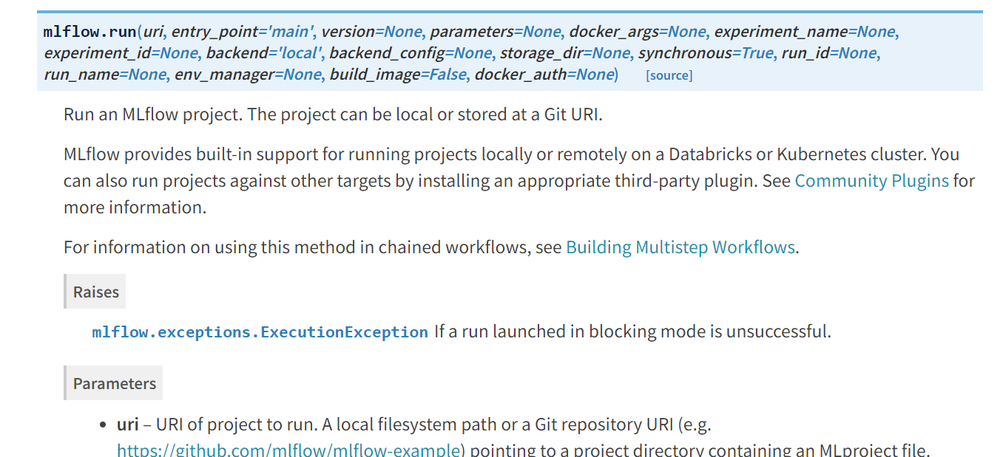 mlflow.run(uri, entry_point='main', version=None, parameters=None, docker_args=None, experiment_name=None,
experiment_id=None, backend='local', backend_config=None, storage_dir=None, synchronous=True, run_id=None,
run_name=None, env_manager=None, build_image=False, docker_auth=None) [source]
Run an MLflow project. The project can be local or stored at a Git URI.
MLflow provides built-in support for running projects locally or remotely on a Databricks or Kubernetes cluster. You
can also run projects against other targets by installing an appropriate third-party plugin. See Community Plugins for
more information.
For information on using this method in chained workflows, see Building Multistep Workflows.
Raises
mlflow.exceptions.ExecutionException If a run launched in blocking mode is unsuccessful.
Parameters
• uri – URI of project to run. A local filesystem path or a Git repository URI (e.g.
https://github.com/mlflow/mlflow-example) pointing to a project directory containing an MLproject file.